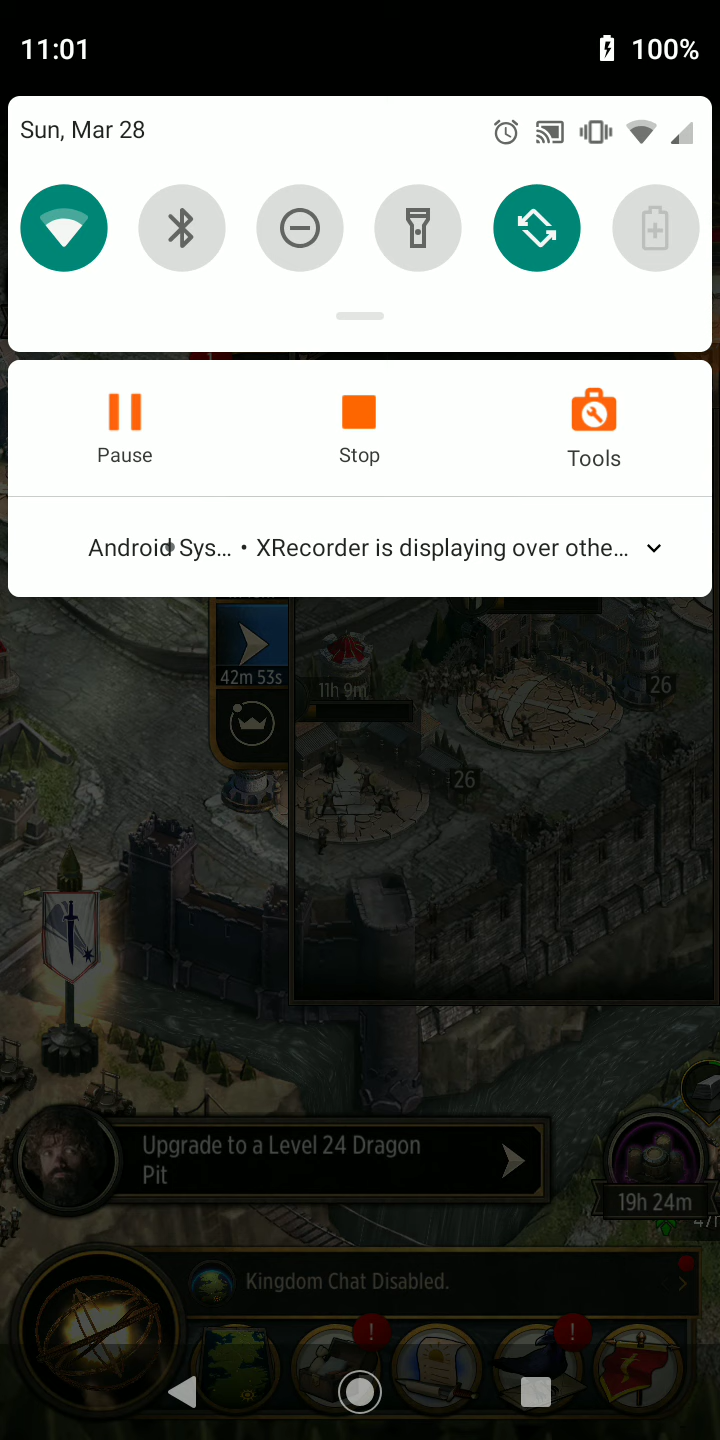 11:01
100%
Sun, Mar 28
Pause
Stop
Tools
Android Sys... • XRecorder is displaying over othe...
42m 53s
11h 9m
26
26
Upgrade to a Level 24 Dragon
Pit
19h 24m
Kingdom Chat Disabled.